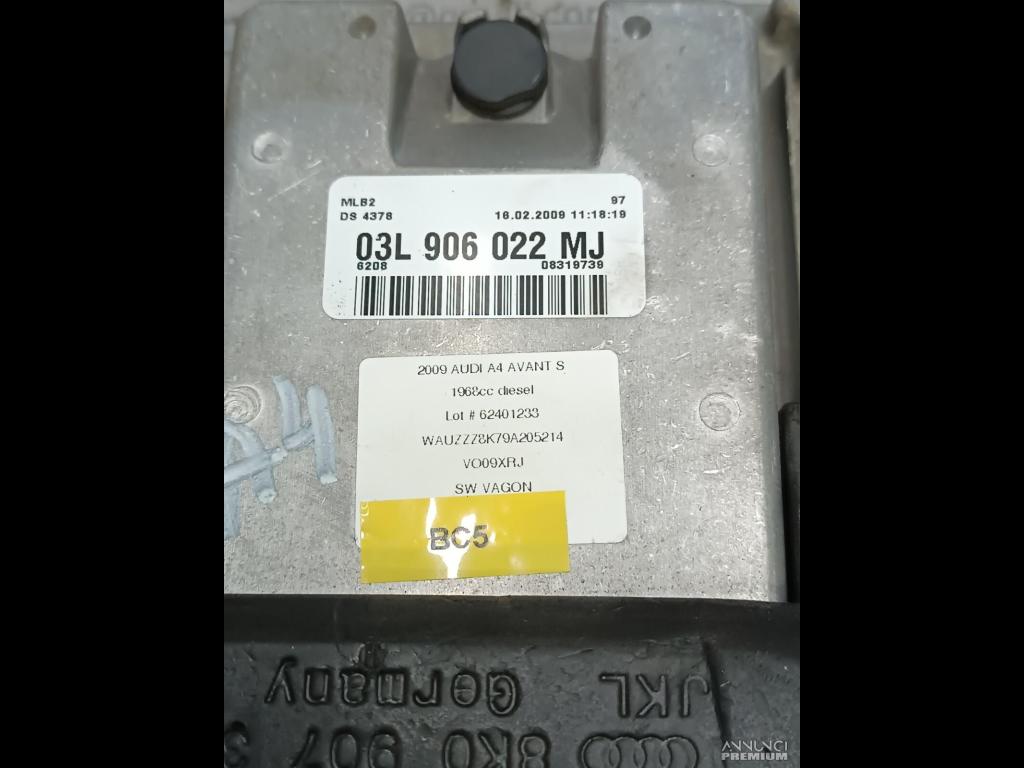 MLB2 97
DS 4378 16.02.2009 11:18:19
03L 906 022 MJ
6208 08319739
2009 AUDI A4 AVANT S
1968cc diesel
Lot # 62401233
WAUZZZ8K79A205214
VO09XRJ
SW VAGON
BC5
JKL Germany
8K0 907
ANNUNCI
PREMIUM